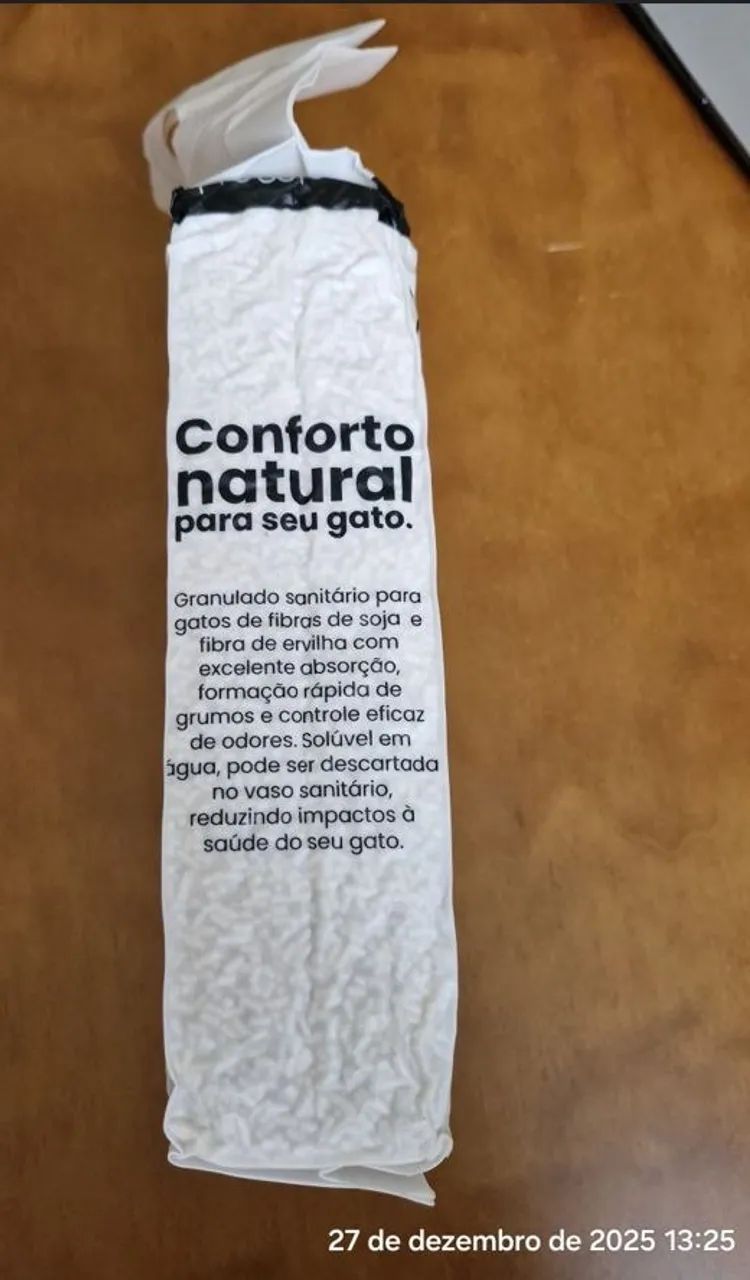 Conforto
natural
para seu gato.
Granulado sanitário para
gatos de fibras de soja e
fibra de ervilha com
excelente absorção,
formação rápida de
grumos e controle eficaz
de odores. Solúvel em
água, pode ser descartada
no vaso sanitário,
reduzindo impactos à
saúde do seu gato.
27 de dezembro de 2025 13:25